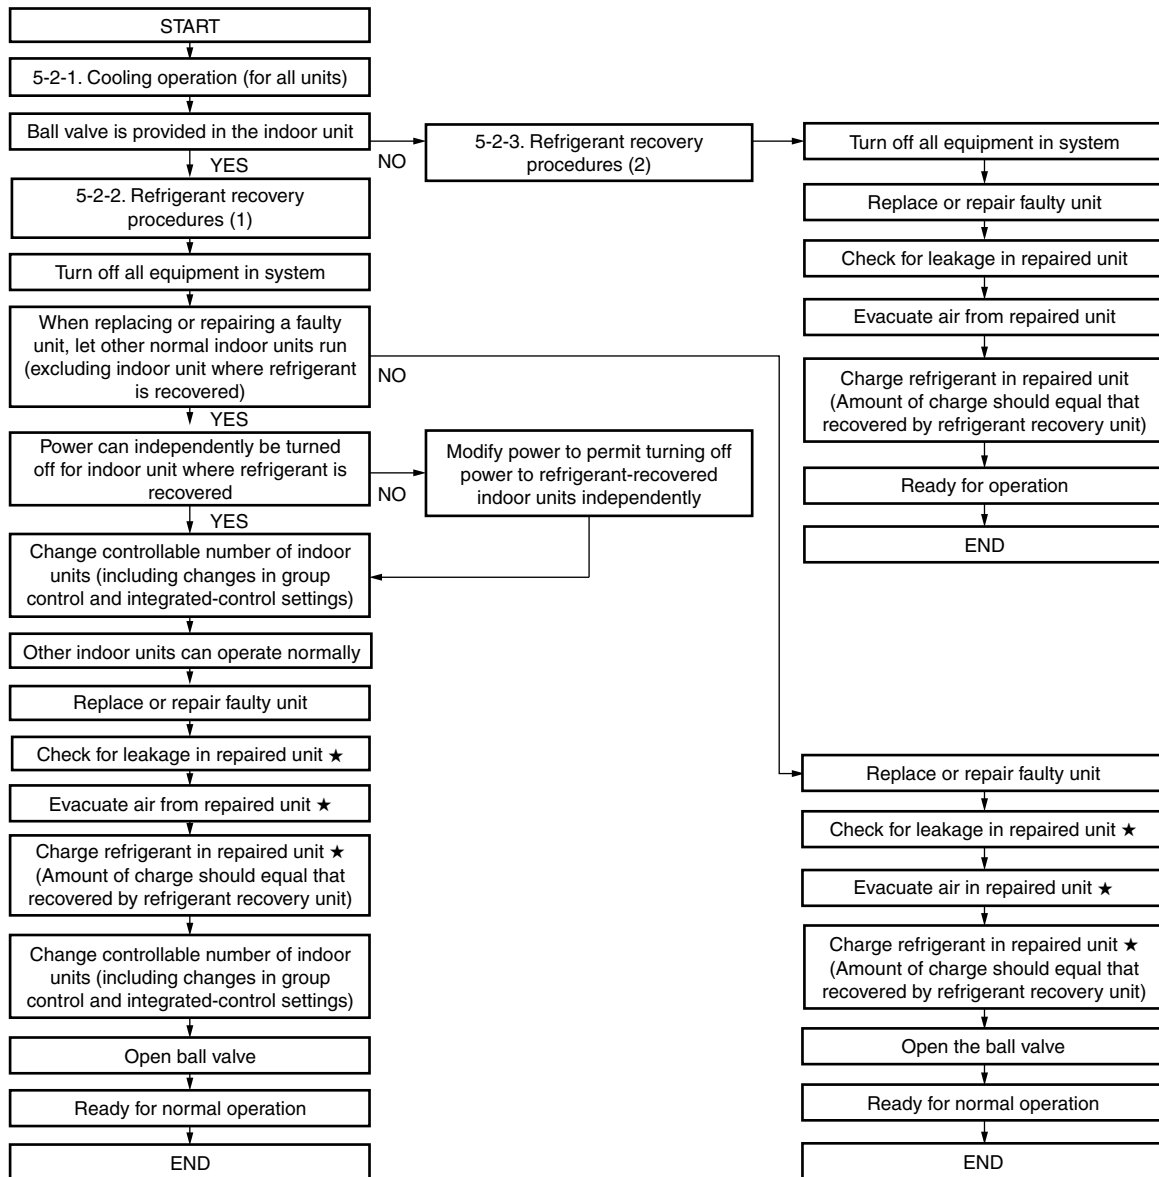 START
5-2-1. Cooling operation (for all units)
Ball valve is provided in the indoor unit
YES
NO
5-2-2. Refrigerant recovery
procedures (1)
Turn off all equipment in system
When replacing or repairing a faulty
unit, let other normal indoor units run
(excluding indoor unit where refrigerant
is recovered)
NO
YES
Power can independently be turned
off for indoor unit where refrigerant is
recovered
NO
YES
Change controllable number of indoor
units (including changes in group
control and integrated-control settings)
Other indoor units can operate normally
Replace or repair faulty unit
Check for leakage in repaired unit ★
Evacuate air from repaired unit ★
Charge refrigerant in repaired unit ★
(Amount of charge should equal that
recovered by refrigerant recovery unit)
Change controllable number of indoor
units (including changes in group
control and integrated-control settings)
Open ball valve
Ready for normal operation
END
5-2-3. Refrigerant recovery
procedures (2)
Modify power to permit turning off
power to refrigerant-recovered
indoor units independently
Turn off all equipment in system
Replace or repair faulty unit
Check for leakage in repaired unit
Evacuate air from repaired unit
Charge refrigerant in repaired unit
(Amount of charge should equal that
recovered by refrigerant recovery unit)
Ready for operation
END
Replace or repair faulty unit
Check for leakage in repaired unit ★
Evacuate air in repaired unit ★
Charge refrigerant in repaired unit ★
(Amount of charge should equal that
recovered by refrigerant recovery unit)
Open the ball valve
Ready for normal operation
END